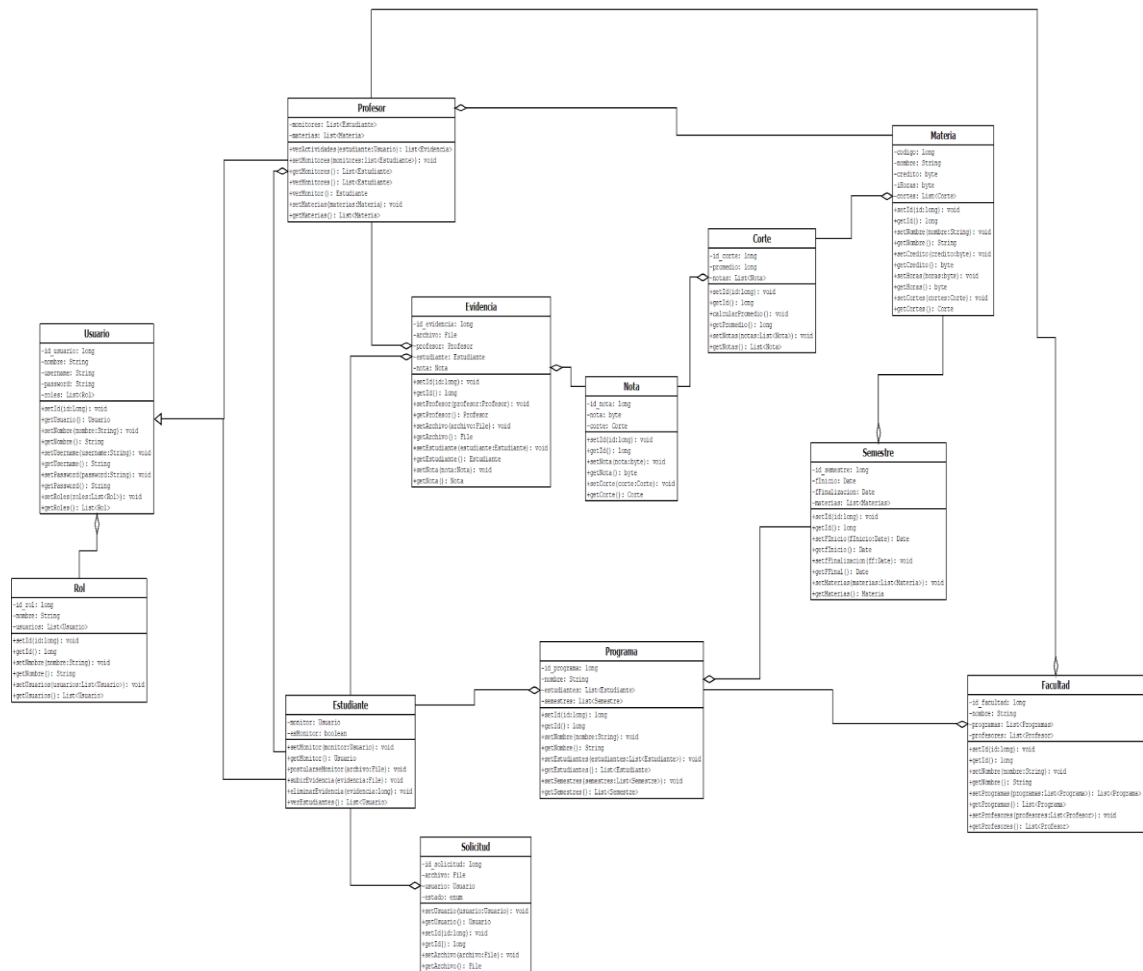 Profesor
-monitores: List<Estudiante>
-materias: List<Materia>
+verActividades(estudiante:Usuario): list<Evidencia>
+setMonitores(monitores:list<Estudiante>): void
+getMonitores(): List<Estudiante>
+verMonitores(): List<Estudiante>
+verMonitor(): Estudiante
+setMaterias(materias:Materia): void
+getMaterias(): List<Materia>
Materia
-codigo: long
-nombre: String
-credito: byte
-iHoras: byte
-cortes: List<Corte>
+setId(id:long): void
+getId(): long
+setNombre(nombre:String): void
+getNombre(): String
+setCredito(credito:byte): void
+getCredito(): byte
+setHoras(horas:byte): void
+getHoras(): byte
+setCortes(cortes:Corte): void
+getCortes(): Corte
Corte
-id_corte: long
-promedio: long
-notas: List<Nota>
+setId(id:long): void
+getId(): long
+calcularPromedio(): void
+getPromedio(): long
+setNotas(notas:List<Nota>): void
+getNotas(): List<Nota>
Evidencia
-id_evidencia: long
-archivo: File
-profesor: Profesor
-estudiante: Estudiante
-nota: Nota
+setId(id:long): void
+getId(): long
+setProfesor(profesor:Profesor): void
+getProfesor(): Profesor
+setArchivo(archivo:File): void
+getArchivo(): File
+setEstudiante(estudiante:Estudiante): void
+getEstudiante(): Estudiante
+setNota(nota:Nota): void
+getNota(): Nota
Usuario
-id_usuario: long
-nombre: String
-username: String
-password: String
-roles: List<Rol>
+setId(id:Long): void
+getUsuario(): Usuario
+setNombre(nombre:String): void
+getNombre(): String
+setUsername(username:String): void
+getUsername(): String
+setPassword(password:String): void
+getPassword(): String
+setRoles(roles:List(Rol>): void
+getRoles(): List<Rol>
Nota
-id_nota: long
-nota: byte
-corte: Corte
+setId(id:long): void
+getId(): long
+setNota(nota:byte): void
+getNota(): byte
+setCorte(corte:Corte): void
+getCorte(): Corte
Semestre
-id_semestre: long
-fInicio: Date
-fFinalizacion: Date
-materias: List<Materias>
+setId(id:long): void
+getId(): long
+setFInicio(fInicio:Date): Date
+getfInicio(): Date
+setfFinalizacion(ff:Date): void
+getFFinal(): Date
+setMaterias(materias:List<Materia>): void
+getMaterias(): Materia
Rol
-id_rol: long
-nombre: String
-usuarios: List<Usuario>
+setId(id:long): void
+getId(): long
+setNombre(nombre:String): void
+getNombre(): String
+setUsuarios(usuarios:List<Usuario>): void
+getUsuarios(): List<Usuario>
Programa
-id_programa: long
-nombre: String
-estudiantes: List<Estudiante>
-semestres: List<Semestre>
+setId(id:long): long
+getId(): long
+setNombre(nombre:String): void
+getNombre(): String
+setEstudiantes(estudiantes:List<Estudiante>): void
+getEstudiantes(): List<Estudiante>
+setSemestres(semestres:List<Semestre>): void
+getSemestres(): List<Semestre>
Facultad
-id_facultad: long
-nombre: String
-programas: List<Programas>
-profesores: List<Profesor>
+setId(id:long): void
+getId(): long
+setNombre(nombre:String): void
+getNombre(): String
+setProgramas(programas:List<Programa>): List<Programa>
+getProgramas(): List<Programa>
+setProfesores(profesores:List<Profesor>): void
+getProfesores(): List<Profesor>
Estudiante
-monitor: Usuario
-esMonitor: boolean
+setMonitor(monitor:Usuario): void
+getMonitor(): Usuario
+postularseMonitor(archivo:File): void
+subirEvidencia(evidencia:File): void
+eliminarEvidencia(evidencia:long): void
+verEstudiantes(): List<Usuario>
Solicitud
-id_solicitud: long
-archivo: File
-usuario: Usuario
-estado: enum
+setUsuario(usuario:Usuario): void
+getUsuario(): Usuario
+setId(id:long): void
+getId(): long
+setArchivo(archivo:File): void
+getArchivo(): File